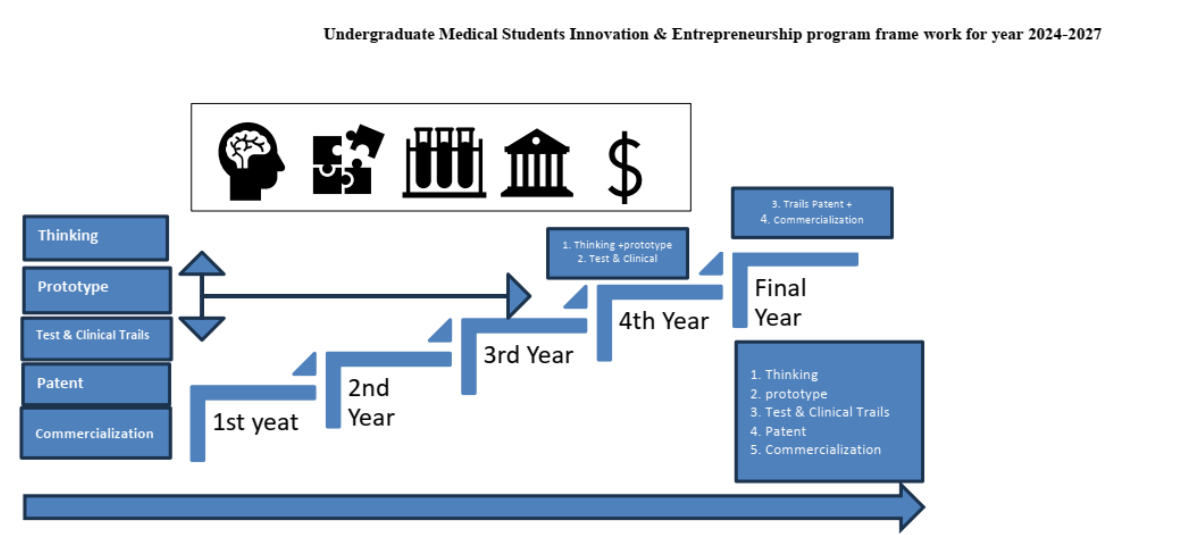 Undergraduate Medical Students Innovation & Entrepreneurship program frame work for year 2024-2027
$
3. Trails Patent +
4. Commercialization
Thinking
1. Thinking +prototype
2. Test & Clinical
Prototype
Test & Clinical Trails
Patent
Commercialization
1st yeat
2nd
Year
3rd Year
4th Year
Final
Year
1. Thinking
2. prototype
3. Test & Clinical Trails
4. Patent
5. Commercialization